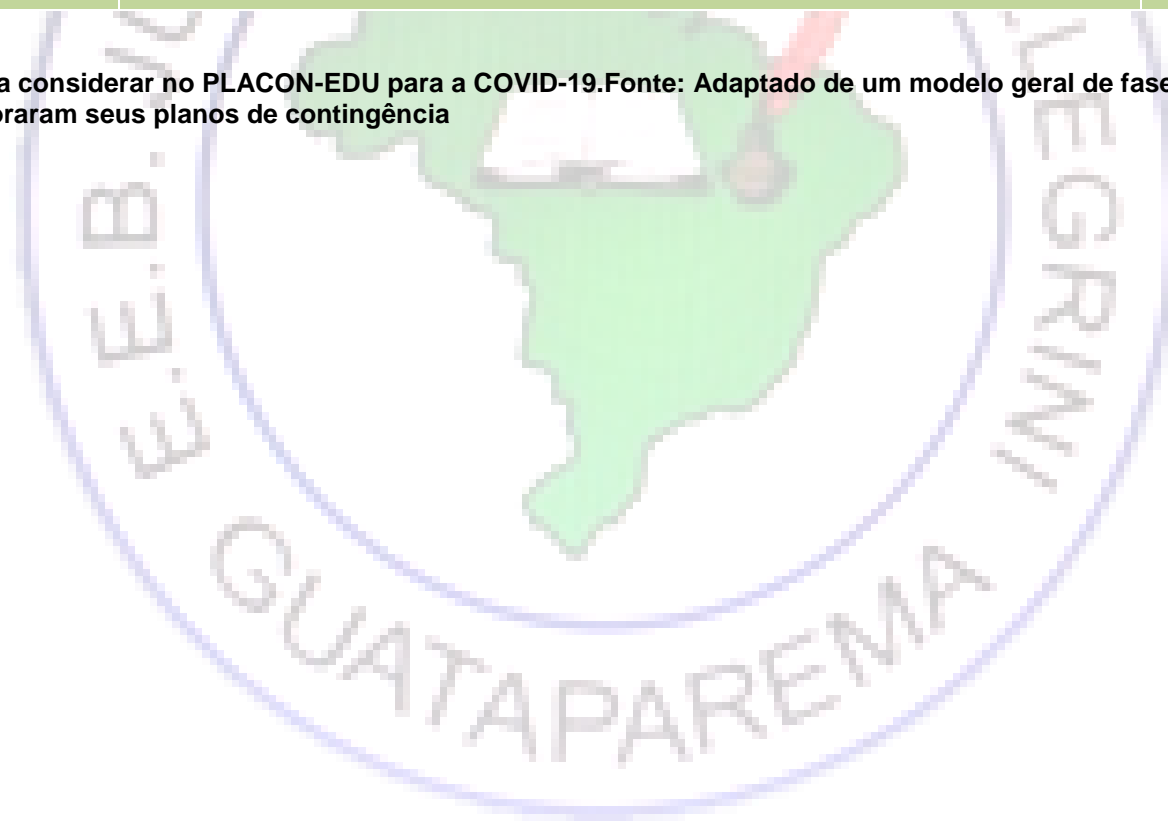 a considerar no PLACON-EDU para a COVID-19.Fonte: Adaptado de um modelo geral de fase
oraram seus planos de contingência
E.E.B.
LEGRINI
E GUATAPAREMA